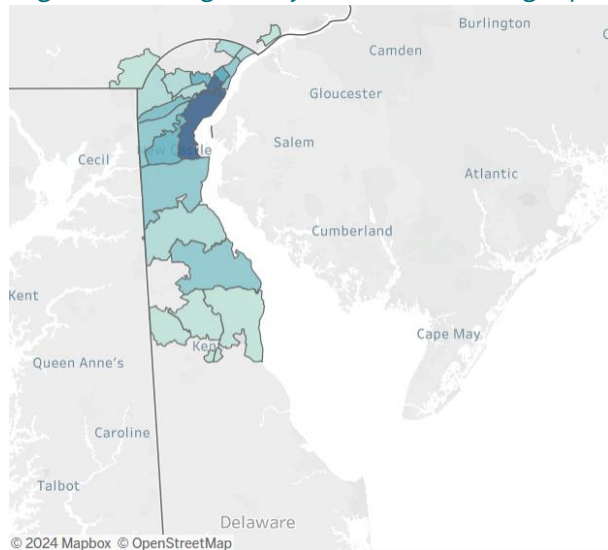 Burlington
Camden
Gloucester
Salem
Cecil
New Castle
Atlantic
Cumberland
Kent
Cape May
Ken
Queen Anne's
Caroline
Talbot
Delaware
© 2024 Mapbox © OpenStreetMap